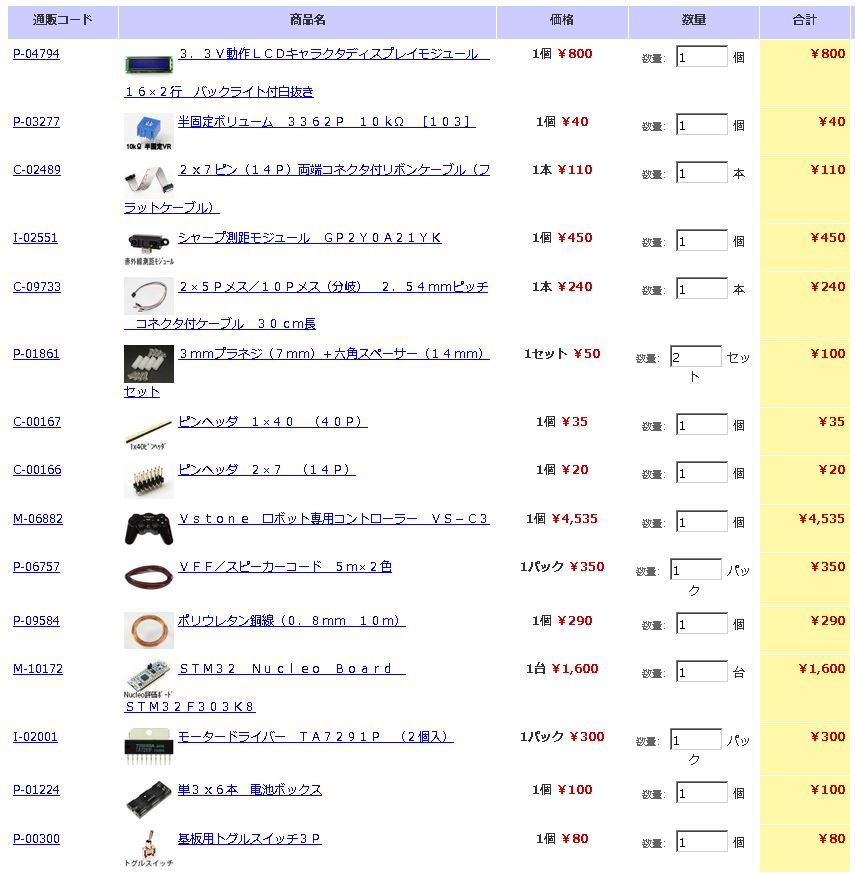 通販コード 商品名 価格 数量 合計
P-04794 ３．３Ｖ動作ＬＣＤキャラクタディスプレイモジュール 1個 ¥800 数量: 1 個 ¥800
１６×２行　バックライト付白抜き
P-03277 半固定ボリューム　３３６２Ｐ　１０ｋΩ　［１０３］ 1個 ¥40 数量: 1 個 ¥40
10kΩ 半固定VR
C-02489 ２ｘ７ピン（１４Ｐ）両端コネクタ付リボンケーブル（フ 1本 ¥110 数量: 1 本 ¥110
ラットケーブル）
I-02551 シャープ測距モジュール　ＧＰ２Ｙ０Ａ２１ＹＫ 1個 ¥450 数量: 1 個 ¥450
赤外線測距ﾓｼﾞｭｰﾙ
C-09733 ２×５Ｐメス／１０Ｐメス（分岐）　２．５４ｍｍピッチ 1本 ¥240 数量: 1 本 ¥240
コネクタ付ケーブル　３０ｃｍ長
P-01861 ３ｍｍプラネジ（７ｍｍ）＋六角スペーサー（１４ｍｍ） 1セット ¥50 数量: 2 セッ ¥100
ト
セット
C-00167 ピンヘッダ　１×４０　（４０Ｐ） 1個 ¥35 数量: 1 個 ¥35
1x40ﾋﾟﾝﾍｯﾀﾞ
C-00166 ピンヘッダ　２×７　（１４Ｐ） 1個 ¥20 数量: 1 個 ¥20
M-06882 Ｖｓｔｏｎｅ　ロボット専用コントローラー　ＶＳ－Ｃ３ 1個 ¥4,535 数量: 1 個 ¥4,535
P-06757 ＶＦＦ／スピーカーコード　５ｍ×２色 1パック ¥350 数量: 1 パッ ¥350
ク
P-09584 ポリウレタン銅線（０．８ｍｍ　１０ｍ） 1個 ¥290 数量: 1 個 ¥290
M-10172 ＳＴＭ３２　Ｎｕｃｌｅｏ　Ｂｏａｒｄ 1台 ¥1,600 数量: 1 台 ¥1,600
Nucleo評価ﾎﾞｰﾄﾞ
ＳＴＭ３２Ｆ３０３Ｋ８
I-02001 モータードライバー　ＴＡ７２９１Ｐ　（２個入） 1パック ¥300 数量: 1 パッ ¥300
ク
P-01224 単３ｘ６本　電池ボックス 1個 ¥100 数量: 1 個 ¥100
P-00300 基板用トグルスイッチ３Ｐ 1個 ¥80 数量: 1 個 ¥80
トグルスイッチ